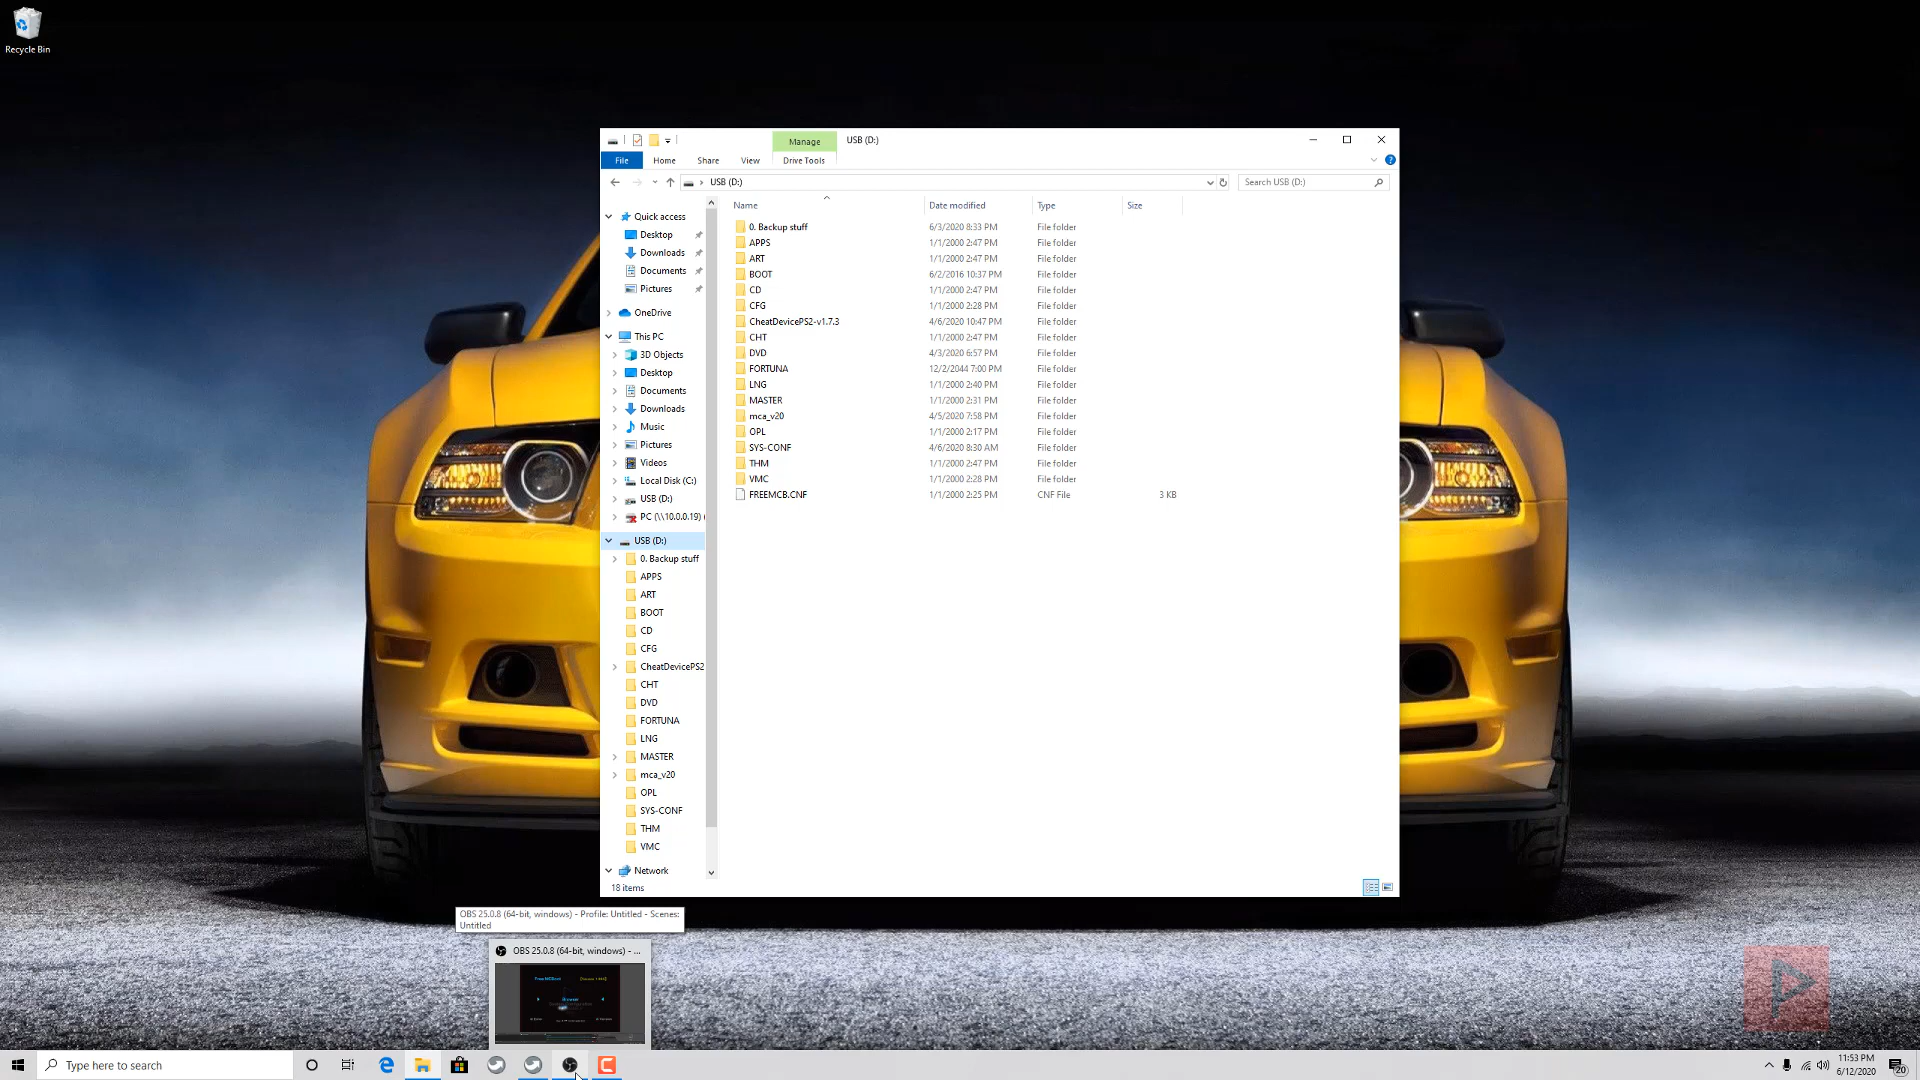 Recycle Bin
Manage
USB (D:)
File
Home
Share
View
Drive Tools
USB (D:)
Search USB (D:)
Name
Date modified
Type
Size
Quick access
Desktop
Downloads
Documents
Pictures
OneDrive
This PC
3D Objects
Desktop
Documents
Downloads
Music
Pictures
Videos
Local Disk (C:)
USB (D:)
PC (\\10.0.0.19) (
USB (D:)
0. Backup stuff
APPS
ART
BOOT
CD
CFG
CheatDevicePS2
CHT
DVD
FORTUNA
LNG
MASTER
mca_v20
OPL
SYS-CONF
THM
VMC
Network
0. Backup stuff 6/3/2020 8:33 PM File folder
APPS 1/1/2000 2:47 PM File folder
ART 1/1/2000 2:47 PM File folder
BOOT 6/2/2016 10:37 PM File folder
CD 1/1/2000 2:47 PM File folder
CFG 1/1/2000 2:28 PM File folder
CheatDevicePS2-v1.7.3 4/6/2020 10:47 PM File folder
CHT 1/1/2000 2:47 PM File folder
DVD 4/3/2020 6:57 PM File folder
FORTUNA 12/2/2044 7:00 PM File folder
LNG 1/1/2000 2:40 PM File folder
MASTER 1/1/2000 2:31 PM File folder
mca_v20 4/5/2020 7:58 PM File folder
OPL 1/1/2000 2:17 PM File folder
SYS-CONF 4/6/2020 8:30 AM File folder
THM 1/1/2000 2:47 PM File folder
VMC 1/1/2000 2:28 PM File folder
FREEMCB.CNF 1/1/2000 2:25 PM CNF File 3 KB
18 items
OBS 25.0.8 (64-bit, windows) - Profile: Untitled - Scenes:
Untitled
OBS 25.0.8 (64-bit, windows) - ...
Browser
Type here to search
11:53 PM
6/12/2020
20